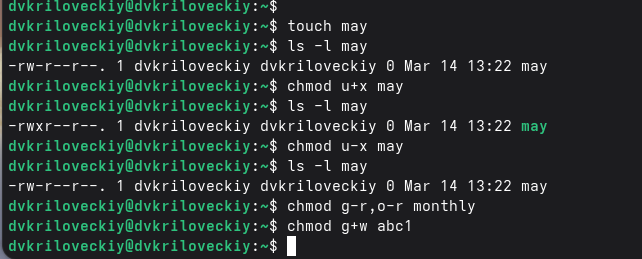 dvkriloveckiy@dvkriloveckiy:~$
dvkriloveckiy@dvkriloveckiy:~$ touch may
dvkriloveckiy@dvkriloveckiy:~$ ls -l may
-rw-r--r--. 1 dvkriloveckiy dvkriloveckiy 0 Mar 14 13:22 may
dvkriloveckiy@dvkriloveckiy:~$ chmod u+x may
dvkriloveckiy@dvkriloveckiy:~$ ls -l may
-rwxr--r--. 1 dvkriloveckiy dvkriloveckiy 0 Mar 14 13:22 may
dvkriloveckiy@dvkriloveckiy:~$ chmod u-x may
dvkriloveckiy@dvkriloveckiy:~$ ls -l may
-rw-r--r--. 1 dvkriloveckiy dvkriloveckiy 0 Mar 14 13:22 may
dvkriloveckiy@dvkriloveckiy:~$ chmod g-r,o-r monthly
dvkriloveckiy@dvkriloveckiy:~$ chmod g+w abc1
dvkriloveckiy@dvkriloveckiy:~$